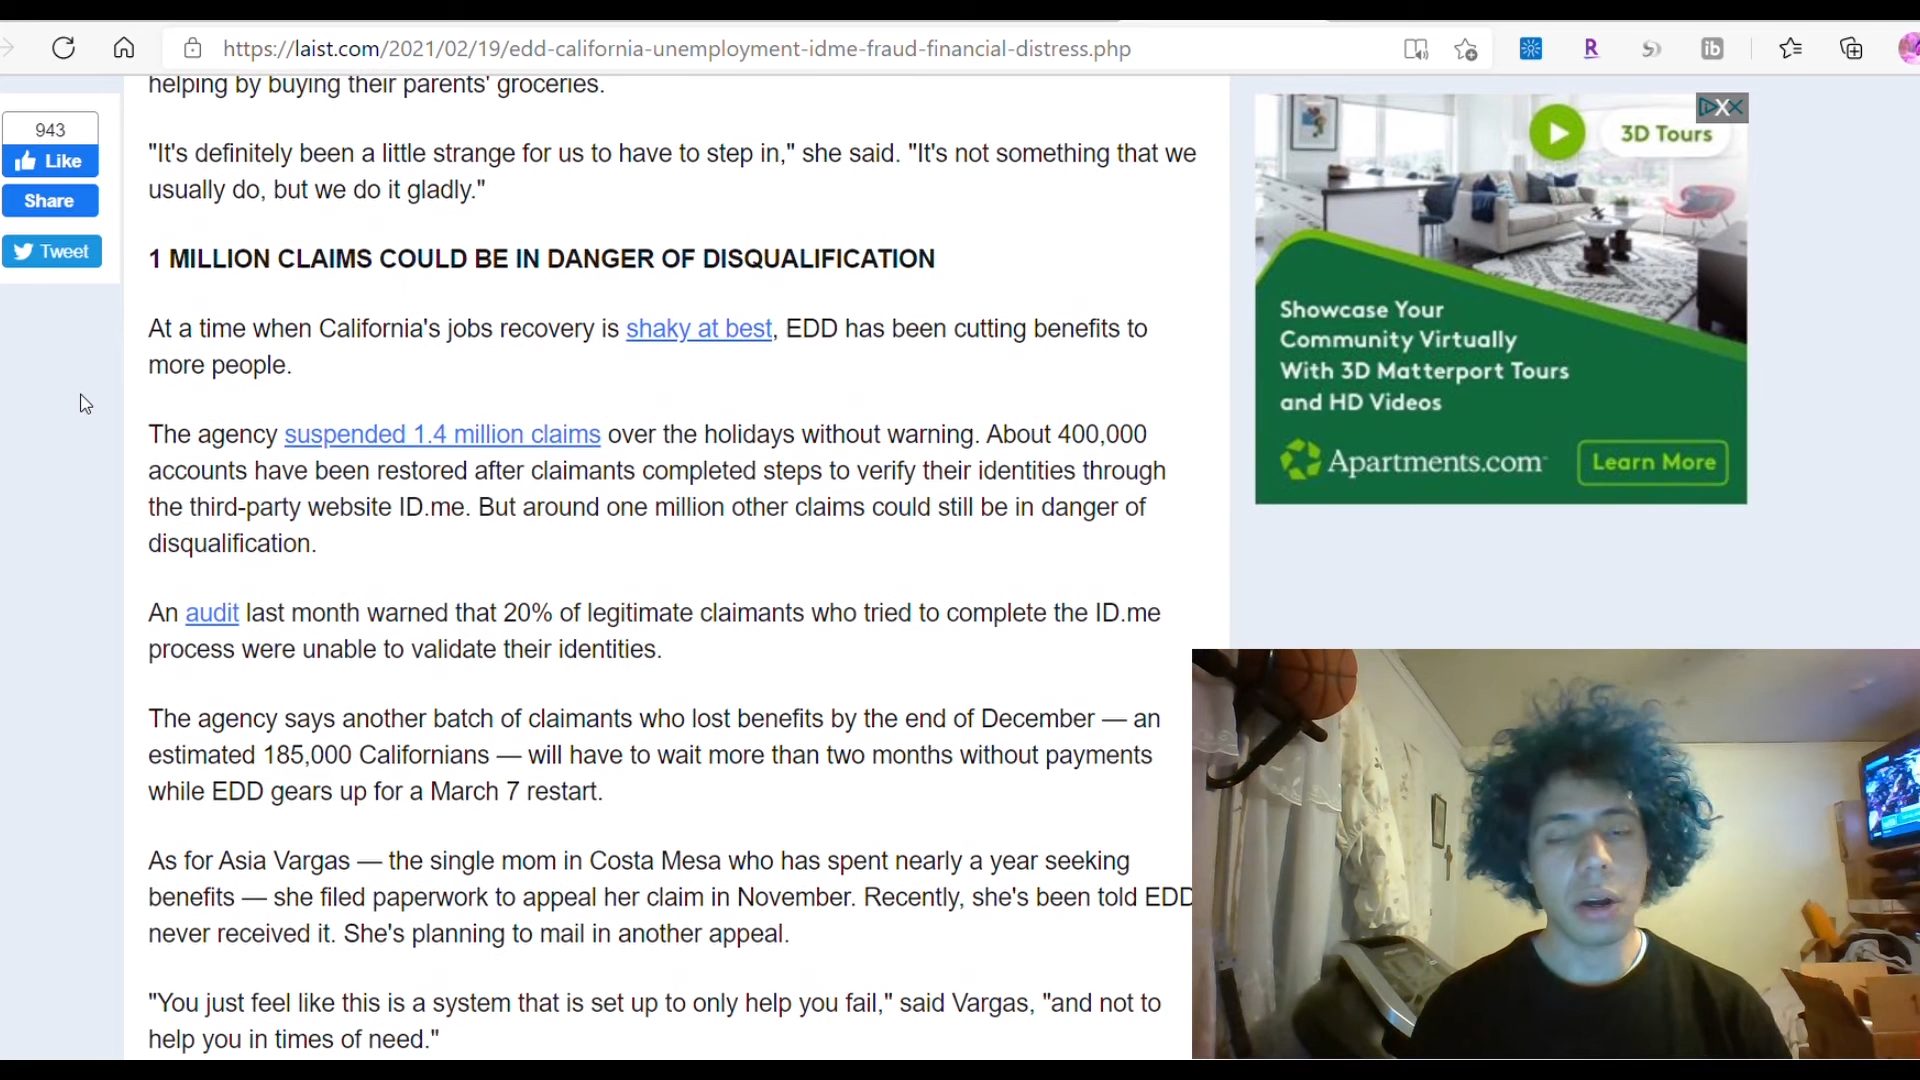 https://laist.com/2021/02/19/edd-california-unemployment-idme-fraud-financial-distress.php
R
ib
helping by buying their parents' groceries.
943
Like
Share
Tweet
"It's definitely been a little strange for us to have to step in," she said. "It's not something that we
usually do, but we do it gladly."
1 MILLION CLAIMS COULD BE IN DANGER OF DISQUALIFICATION
At a time when California's jobs recovery is shaky at best, EDD has been cutting benefits to
more people.
The agency suspended 1.4 million claims over the holidays without warning. About 400,000
accounts have been restored after claimants completed steps to verify their identities through
the third-party website ID.me. But around one million other claims could still be in danger of
disqualification.
An audit last month warned that 20% of legitimate claimants who tried to complete the ID.me
process were unable to validate their identities.
The agency says another batch of claimants who lost benefits by the end of December — an
estimated 185,000 Californians — will have to wait more than two months without payments
while EDD gears up for a March 7 restart.
As for Asia Vargas — the single mom in Costa Mesa who has spent nearly a year seeking
benefits — she filed paperwork to appeal her claim in November. Recently, she's been told EDD
never received it. She's planning to mail in another appeal.
"You just feel like this is a system that is set up to only help you fail," said Vargas, "and not to
help you in times of need."
3D Tours
Showcase Your
Community Virtually
With 3D Matterport Tours
and HD Videos
Apartments.com
Learn More